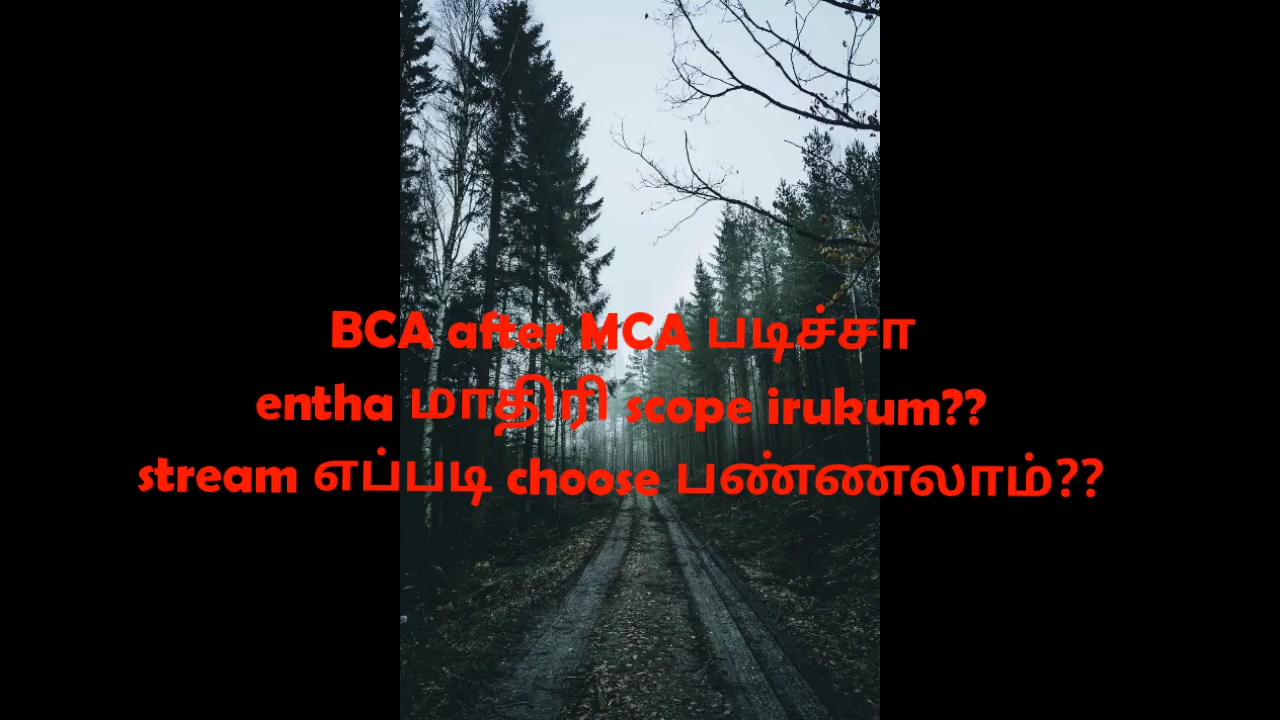 BCA after MCA படிச்சா
entha மாதிரி scope irukum??
stream எப்படி choose பண்ணலாம்??